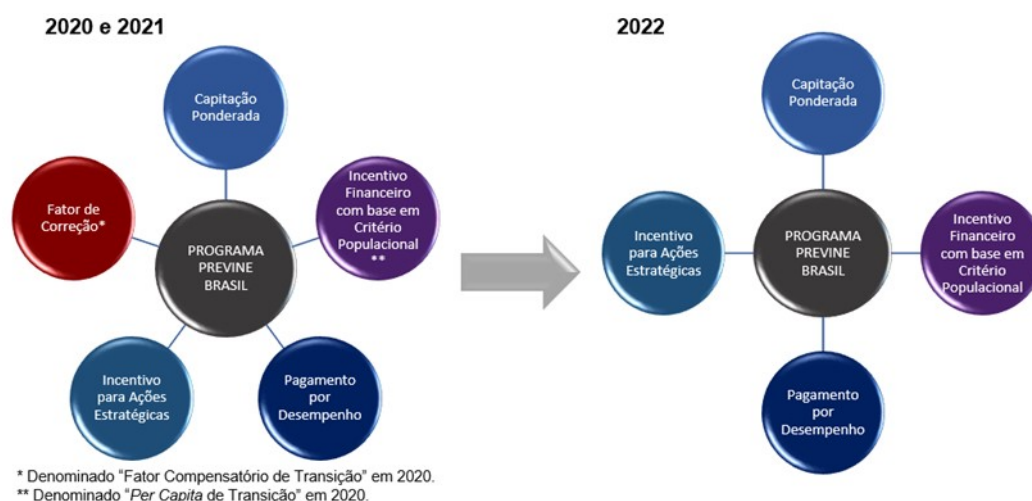 2020 e 2021
Capitação
Ponderada
Fator de
Correção*
Incentivo
Financeiro
com base em
Critério
Populacional
**
PROGRAMA
PREVINE
BRASIL
Incentivo
para Ações
Estratégicas
Pagamento
por
Desempenho
* Denominado “Fator Compensatório de Transição” em 2020.
** Denominado “Per Capita de Transição” em 2020.
2022
Capitação
Ponderada
Incentivo
para Ações
Estratégicas
PROGRAMA
PREVINE
BRASIL
Incentivo
Financeiro
com base em
Critério
Populacional
Pagamento
por
Desempenho